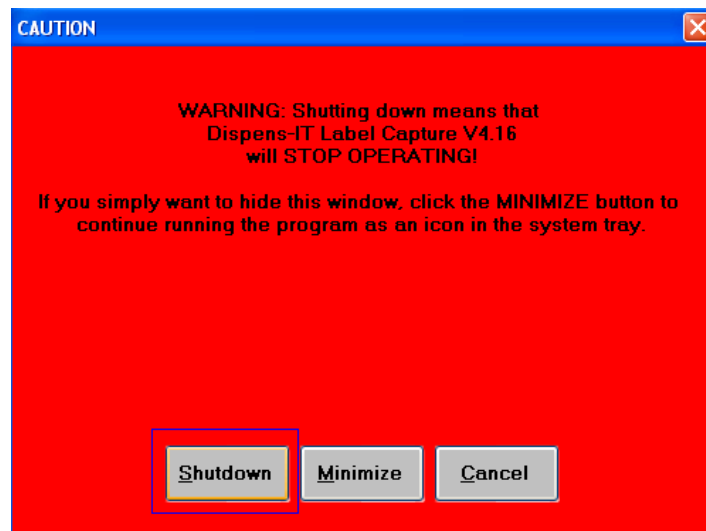 CAUTION
WARNING: Shutting down means that
Dispens-IT Label Capture V4.16
will STOP OPERATING!
If you simply want to hide this window, click the MINIMIZE button to
continue running the program as an icon in the system tray.
Shutdown Minimize Cancel